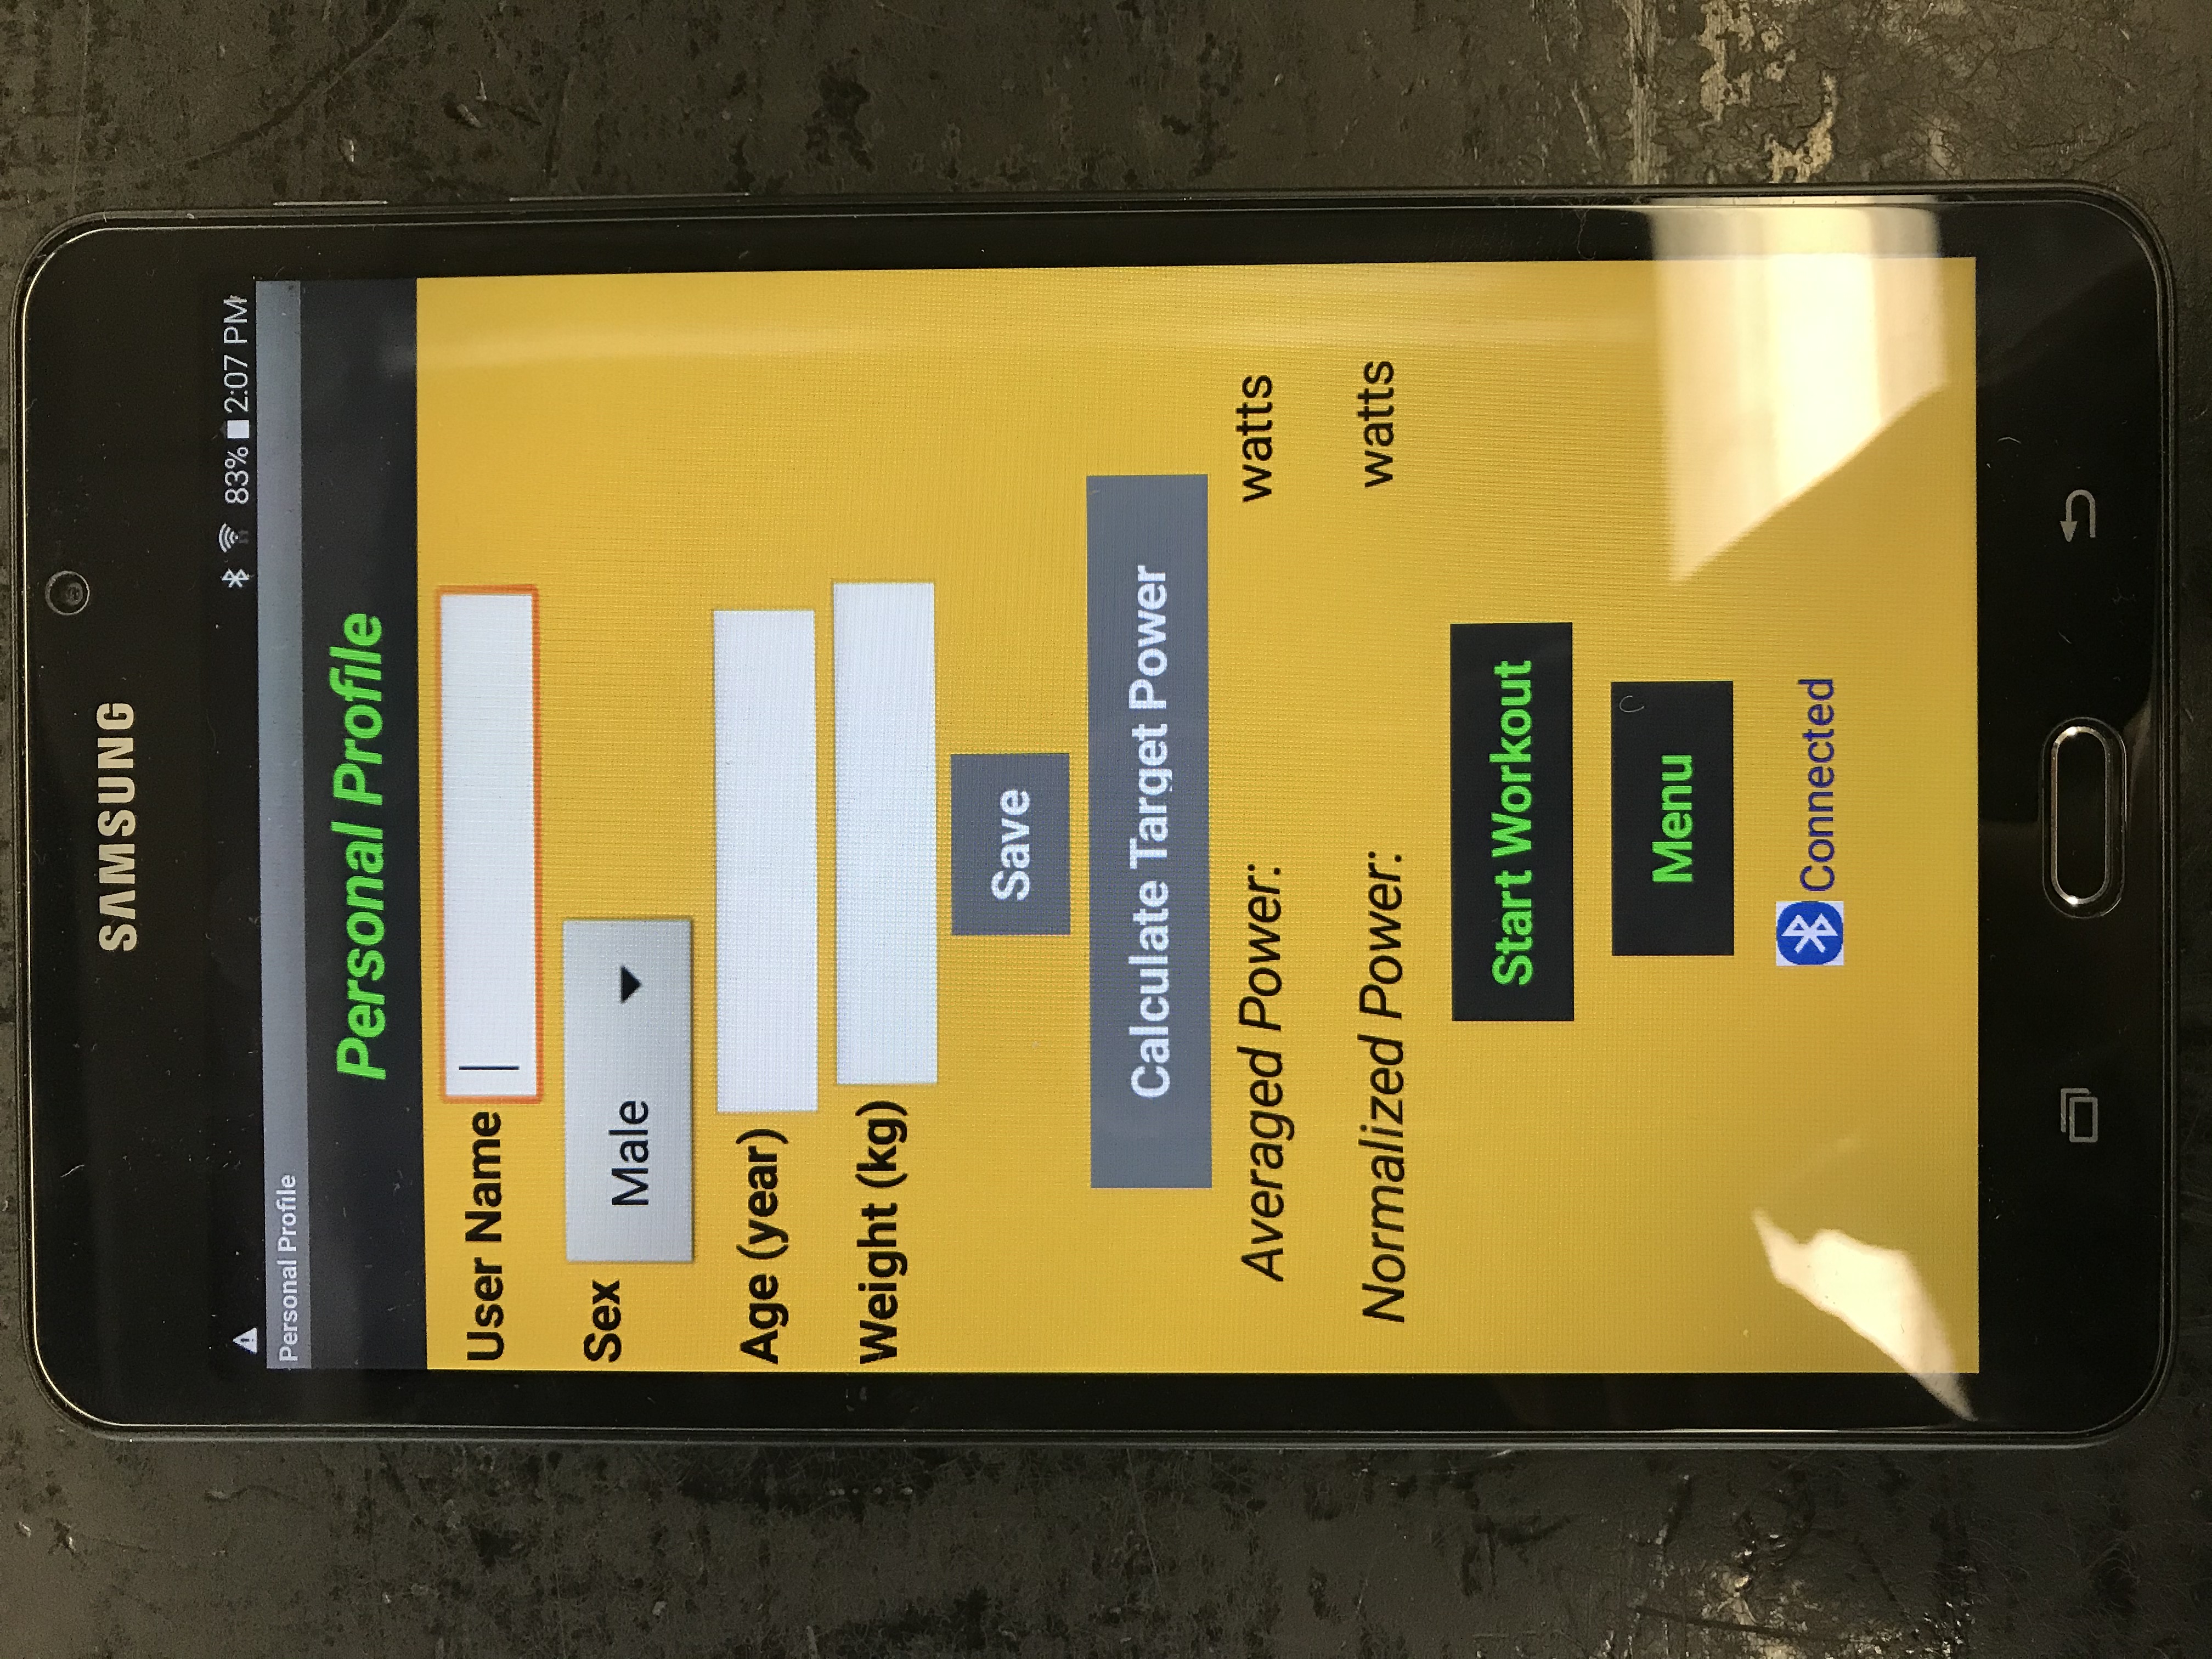 SAMSUNG
83% 2:07 PM
Personal Profile
Personal Profile
User Name
Sex Male
Age (year)
Weight (kg)
Save
Calculate Target Power
Averaged Power: watts
Normalized Power: watts
Start Workout
Menu
Connected